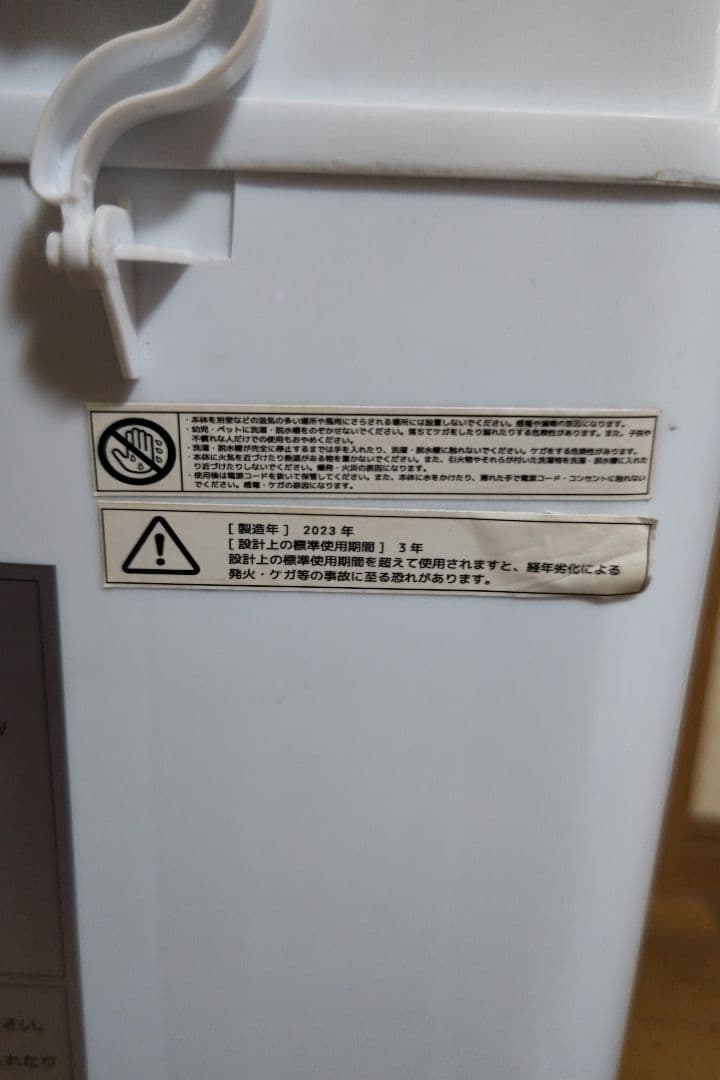 ・本体を浴室などの湿気の多い場所や風雨にさらされる場所には設置しないでください。感電や漏電の原因になります。
・幼児・ペットに洗濯・脱水槽をのぞかせないでください。落ちてケガをしたり溺れたりする危険性があります。また、子供や
不慣れな人だけでの使用もおやめください。
・洗濯・脱水槽が完全に停止するまでは手を入れたり、洗濯・脱水槽に触れないでください。ケガをする危険性があります。
・本体に火気を近づけたり熱源がある物を置かないでください。また、引火物やそれらが付いた洗濯物を洗濯・脱水槽に入れた
り近づけたりしないでください。爆発・火災の原因になります。
・使用後は電源コードを抜いて保管してください。また、本体に水をかけたり、濡れた手で電源コード・コンセントに触れない
でください。感電・ケガの原因になります。
[ 製造年 ] 2023 年
[ 設計上の標準使用期間 ] 3 年
設計上の標準使用期間を超えて使用されますと、経年劣化による
発火・ケガ等の事故に至る恐れがあります。
ださい。
入れたり